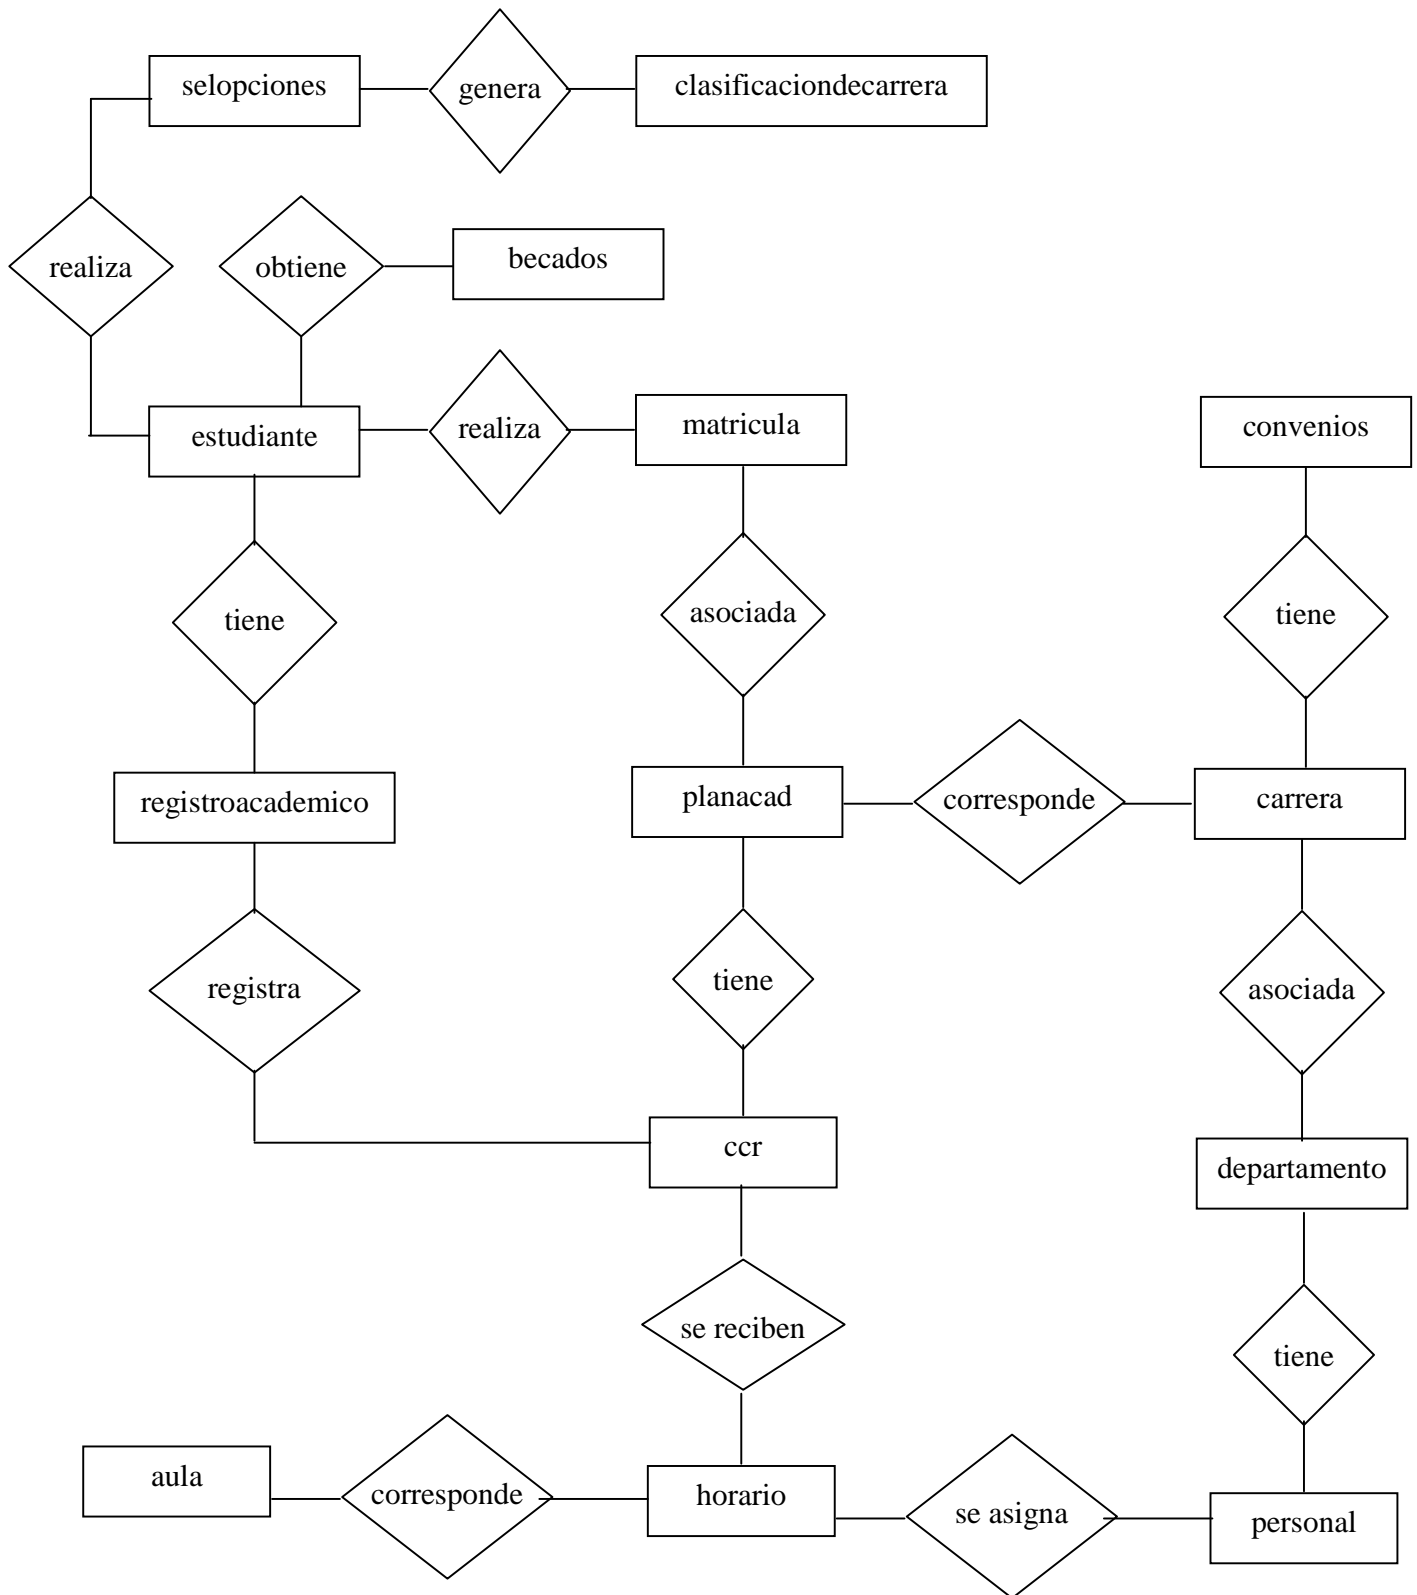 selopciones
genera
clasificaciondecarrera
realiza
obtiene
becados
estudiante
realiza
matricula
convenios
tiene
asociada
tiene
registroacademico
planacad
corresponde
carrera
registra
tiene
asociada
ccr
departamento
se reciben
tiene
aula
corresponde
horario
se asigna
personal